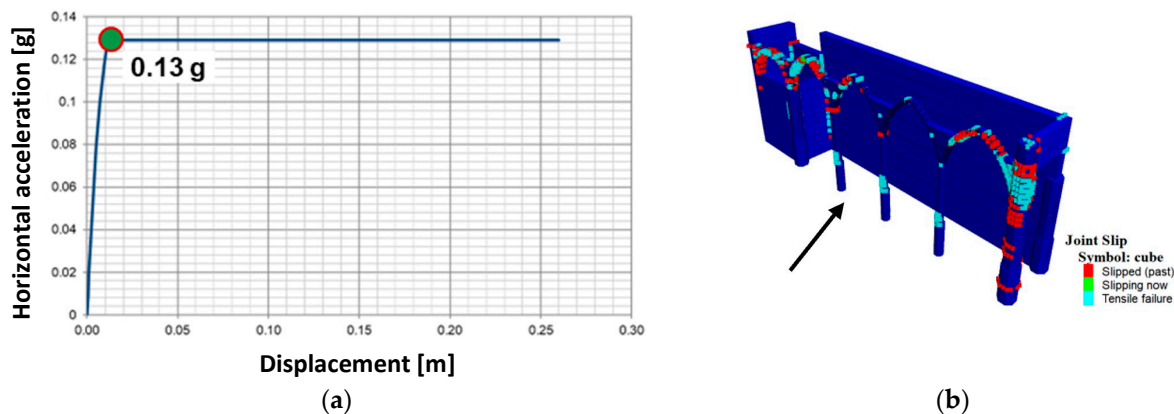 Horizontal acceleration [g]
0.14
0.12
0.1
0.08
0.06
0.04
0.02
0
0.13 g
0.00 0.05 0.10 0.15 0.20 0.25 0.30
Displacement [m]
(a)
Joint Slip
Symbol: cube
Slipped (past)
Slipping now
Tensile failure
(b)